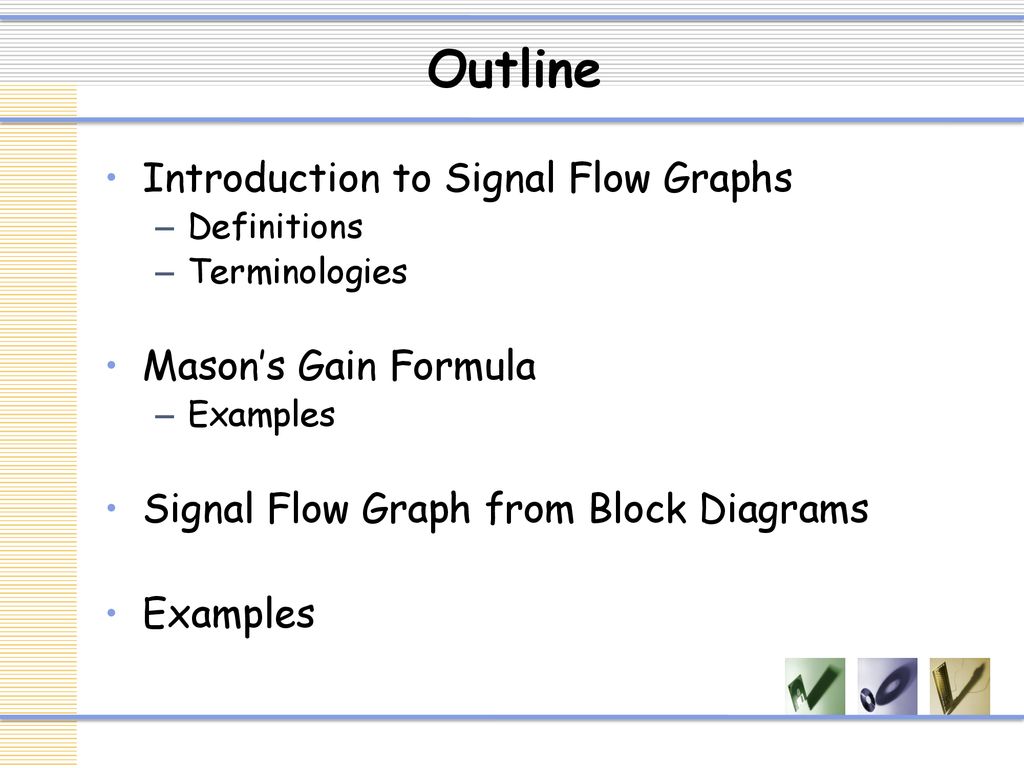 Outline
• Introduction to Signal Flow Graphs
– Definitions
– Terminologies
• Mason’s Gain Formula
– Examples
• Signal Flow Graph from Block Diagrams
• Examples